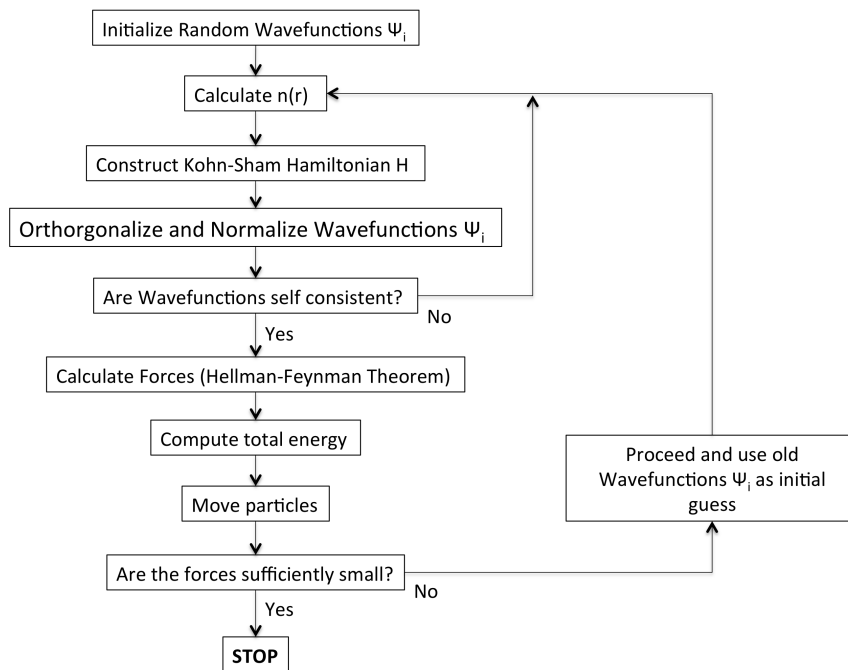 Initialize Random Wavefunctions Ψi
Calculate n(r)
Construct Kohn-Sham Hamiltonian H
Orthorgonalize and Normalize Wavefunctions Ψi
Are Wavefunctions self consistent?
No
Yes
Calculate Forces (Hellman-Feynman Theorem)
Compute total energy
Proceed and use old
Wavefunctions Ψi as initial
guess
Move particles
Are the forces sufficiently small?
No
Yes
STOP